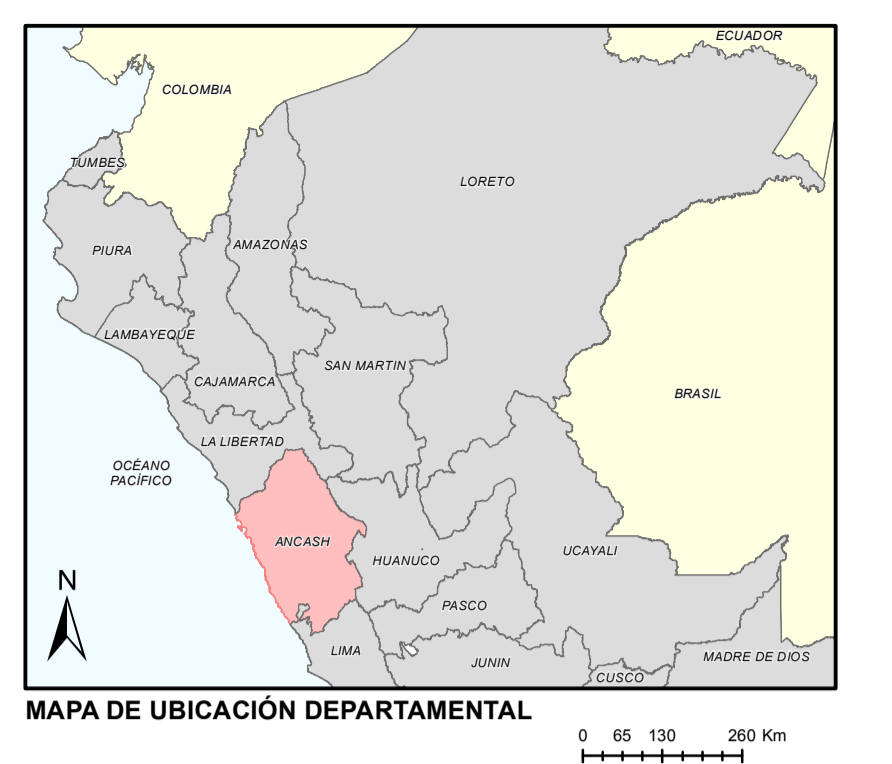 ECUADOR
COLOMBIA
TUMBES
LORETO
AMAZONAS
PIURA
LAMBAYEQUE
SAN MARTIN
CAJAMARCA
BRASIL
LA LIBERTAD
OCÉANO
PACÍFICO
ANCASH
HUANUCO
UCAYALI
N
PASCO
LIMA
JUNIN
MADRE DE DIOS
CUSCO
MAPA DE UBICACIÓN DEPARTAMENTAL
0 65 130 260 Km